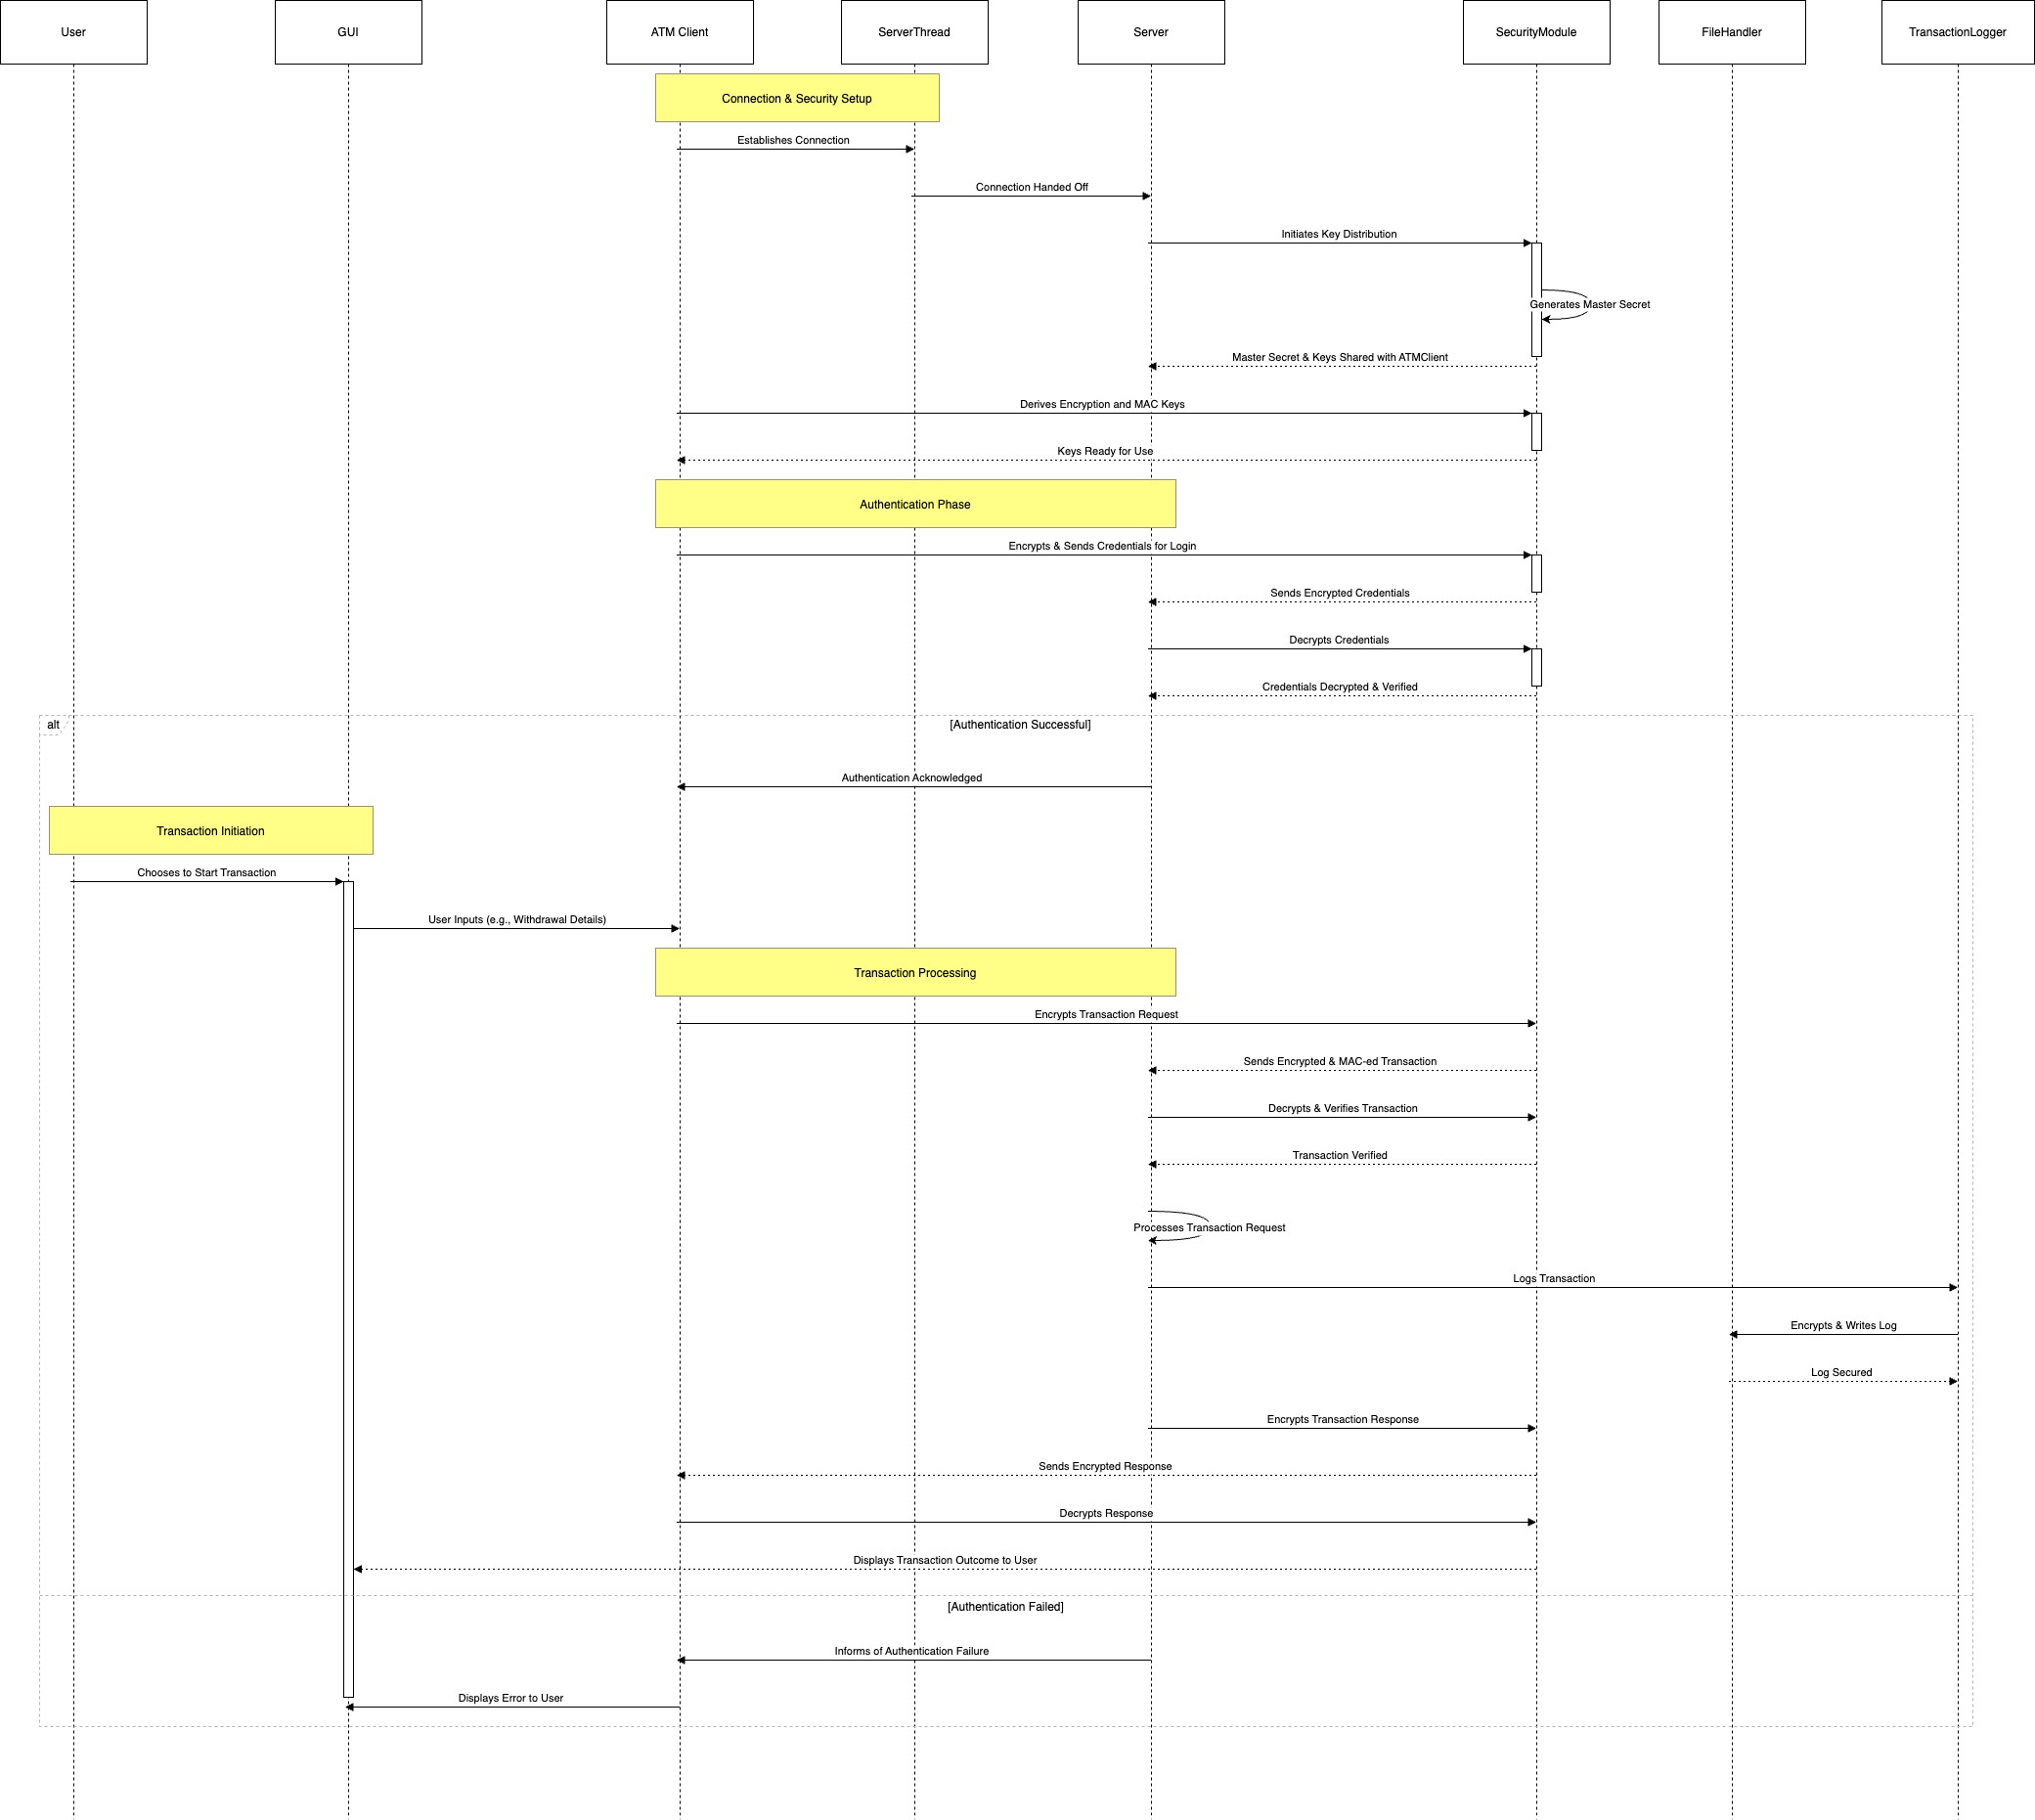 User
GUI
ATM Client
ServerThread
Server
SecurityModule
FileHandler
TransactionLogger
Connection & Security Setup
Establishes Connection
Connection Handed Off
Initiates Key Distribution
Generates Master Secret
Master Secret & Keys Shared with ATMClient
Derives Encryption and MAC Keys
Keys Ready for Use
Authentication Phase
Encrypts & Sends Credentials for Login
Sends Encrypted Credentials
Decrypts Credentials
Credentials Decrypted & Verified
alt
[Authentication Successful]
Authentication Acknowledged
Transaction Initiation
Chooses to Start Transaction
User Inputs (e.g., Withdrawal Details)
Transaction Processing
Encrypts Transaction Request
Sends Encrypted & MAC-ed Transaction
Decrypts & Verifies Transaction
Transaction Verified
Processes Transaction Request
Logs Transaction
Encrypts & Writes Log
Log Secured
Encrypts Transaction Response
Sends Encrypted Response
Decrypts Response
Displays Transaction Outcome to User
[Authentication Failed]
Informs of Authentication Failure
Displays Error to User